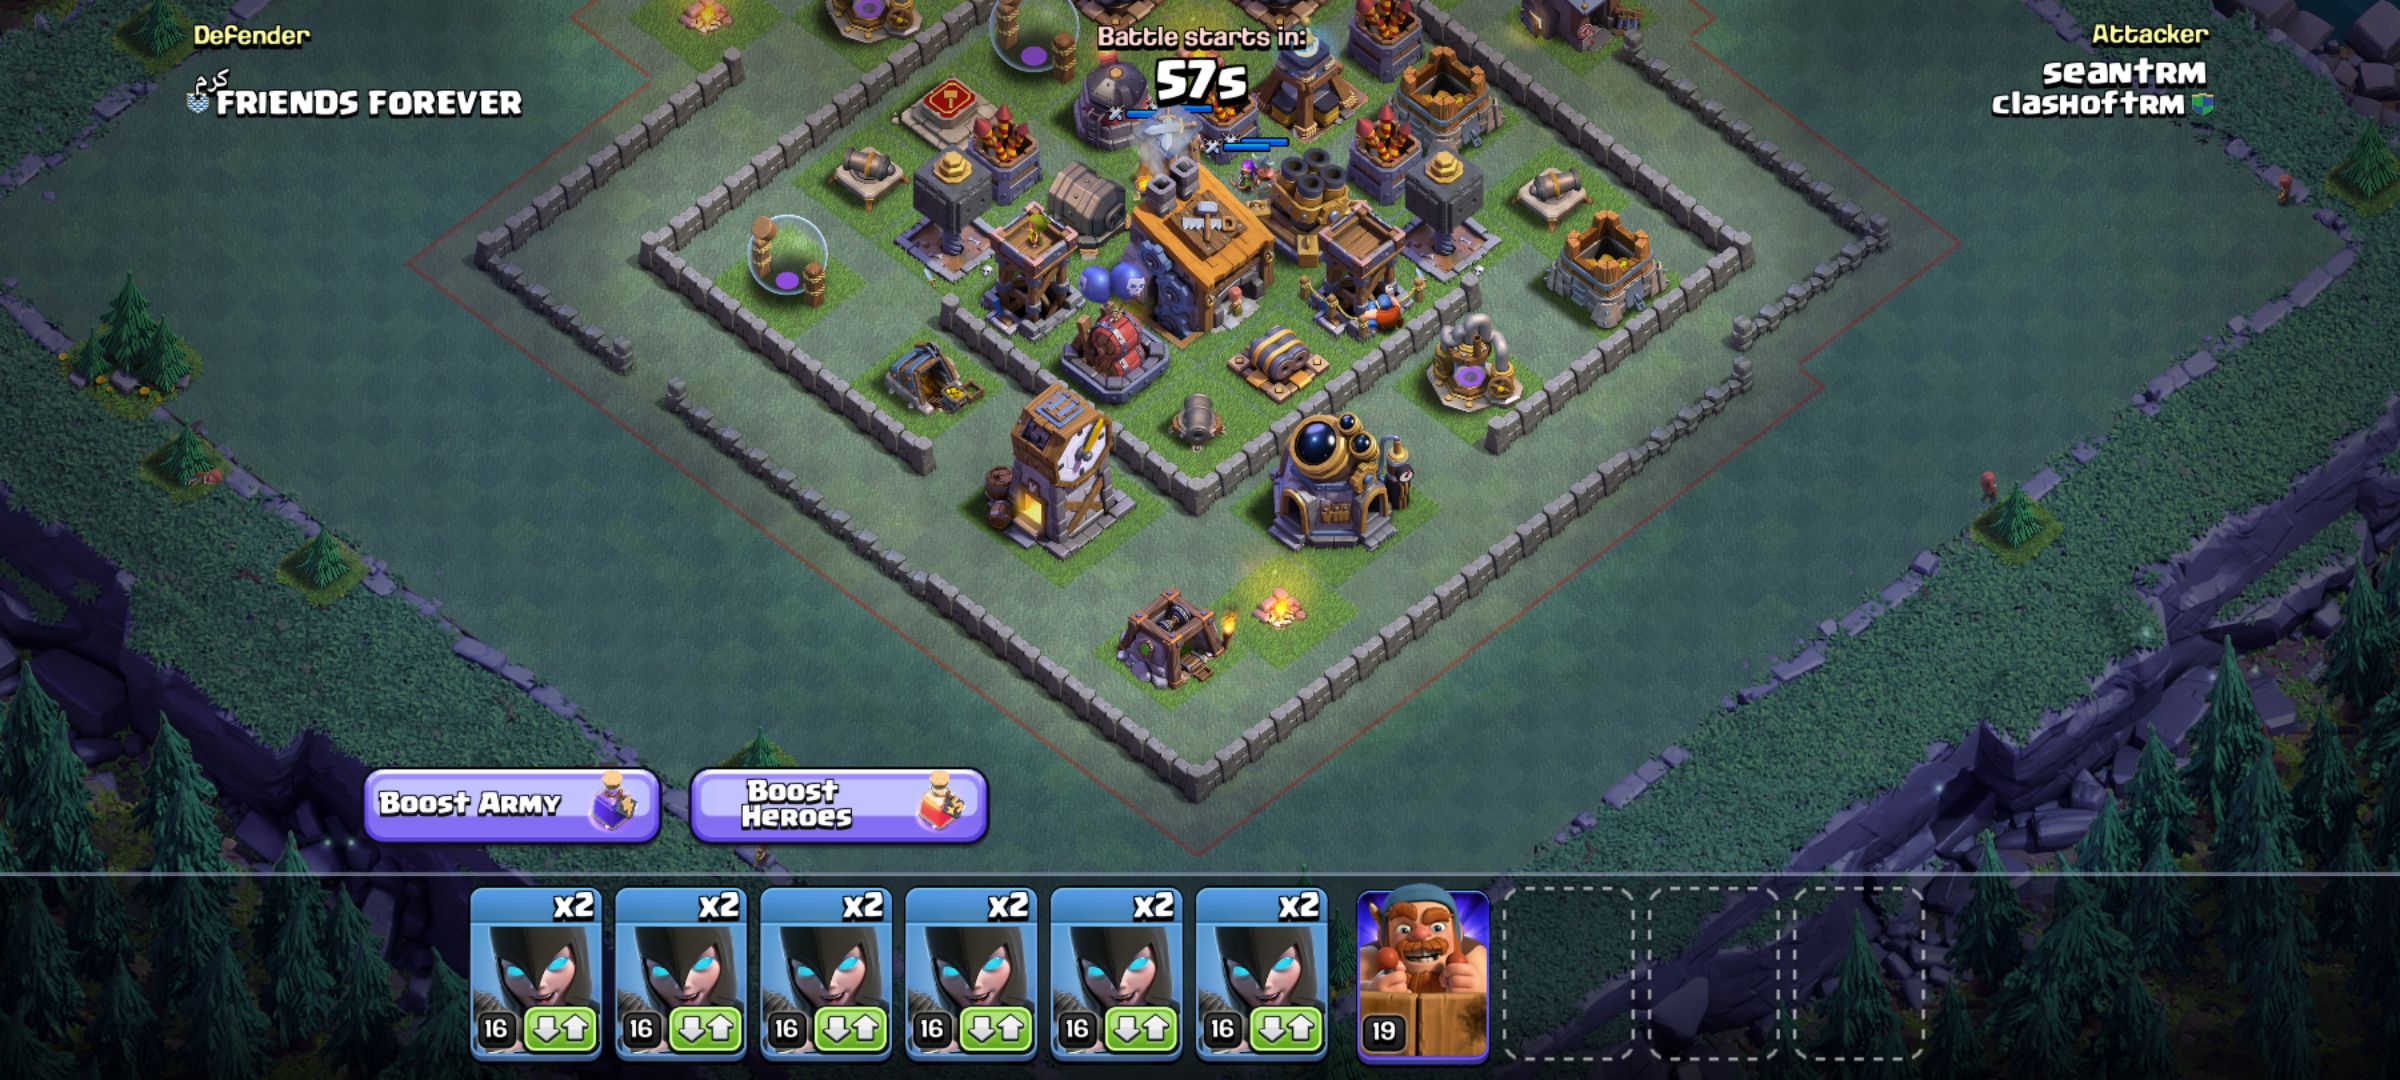 Defender
كرم
FRIENDS FOREVER
Battle starts in:
57s
Attacker
seantRM
clashoftRM
Boost Army
Boost
Heroes
x2
x2
x2
x2
x2
x2
16
16
16
16
16
16
19